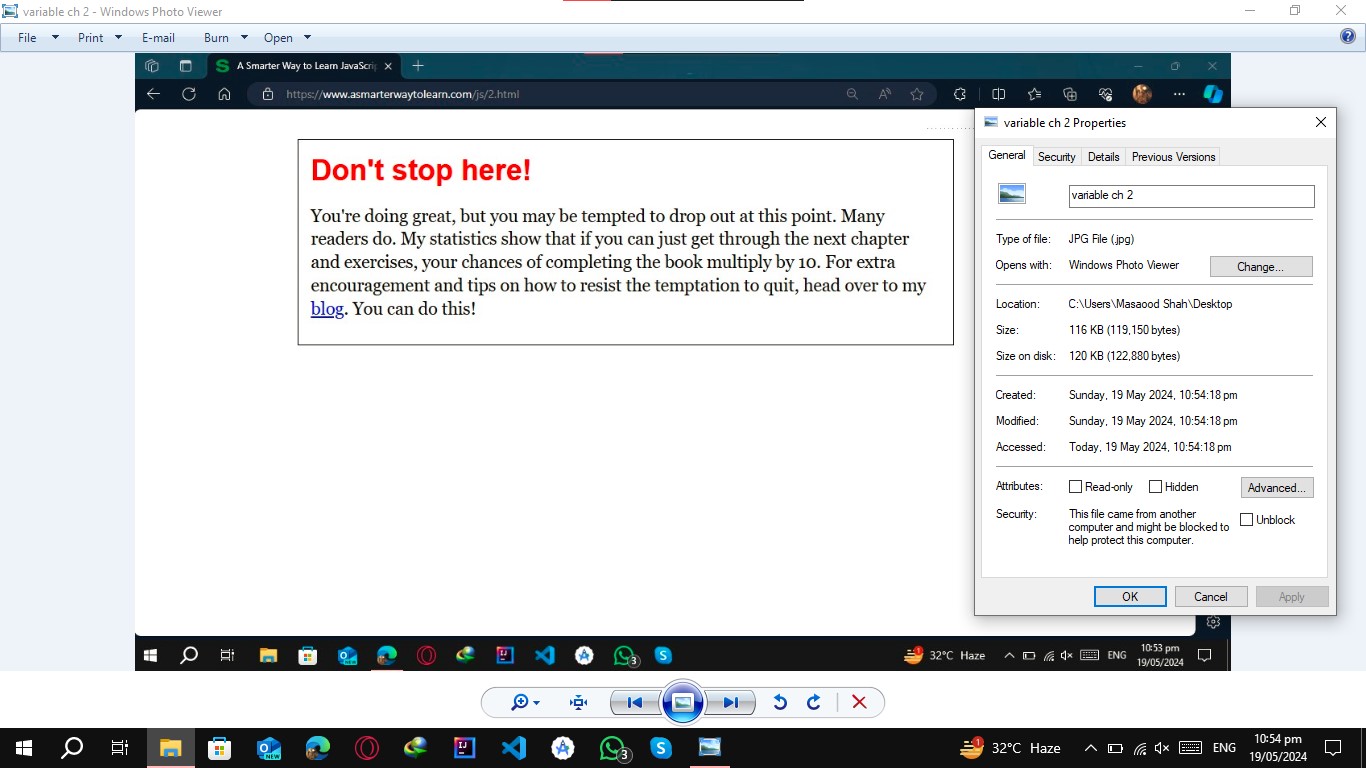 variable ch 2 - Windows Photo Viewer
File Print E-mail Burn Open
A Smarter Way to Learn JavaScrip
https://www.asmarterwaytolearn.com/js/2.html
Don't stop here!
You're doing great, but you may be tempted to drop out at this point. Many
readers do. My statistics show that if you can just get through the next chapter
and exercises, your chances of completing the book multiply by 10. For extra
encouragement and tips on how to resist the temptation to quit, head over to my
blog. You can do this!
variable ch 2 Properties
General Security Details Previous Versions
variable ch 2
Type of file: JPG File (.jpg)
Opens with: Windows Photo Viewer Change...
Location: C:\Users\Masaood Shah\Desktop
Size: 116 KB (119,150 bytes)
Size on disk: 120 KB (122,880 bytes)
Created: Sunday, 19 May 2024, 10:54:18 pm
Modified: Sunday, 19 May 2024, 10:54:18 pm
Accessed: Today, 19 May 2024, 10:54:18 pm
Attributes: Read-only Hidden Advanced...
Security: This file came from another
computer and might be blocked to
help protect this computer.
Unblock
OK Cancel Apply
3
1 32°C Haze ENG 10:53 pm
19/05/2024
NEW 3
1 32°C Haze ENG 10:54 pm
19/05/2024